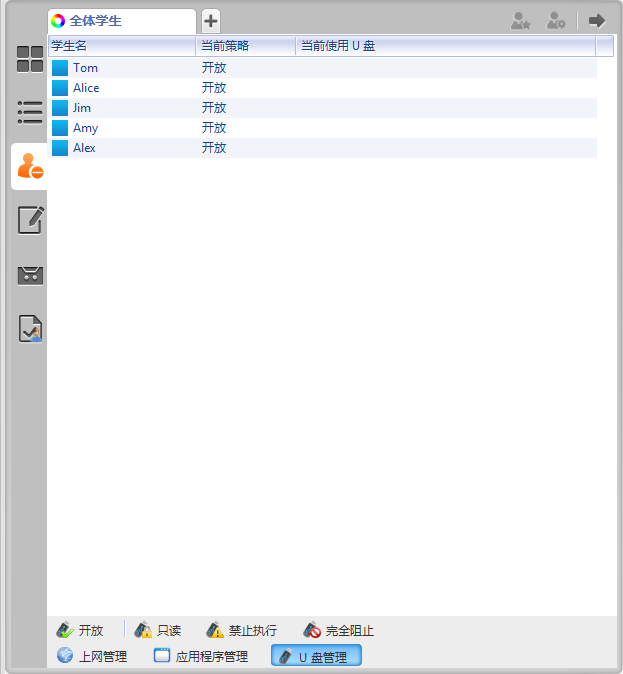 全体学生
学生名 当前策略 当前使用 U 盘
Tom 开放
Alice 开放
Jim 开放
Amy 开放
Alex 开放
开放 只读 禁止执行 完全阻止
上网管理 应用程序管理 U 盘管理